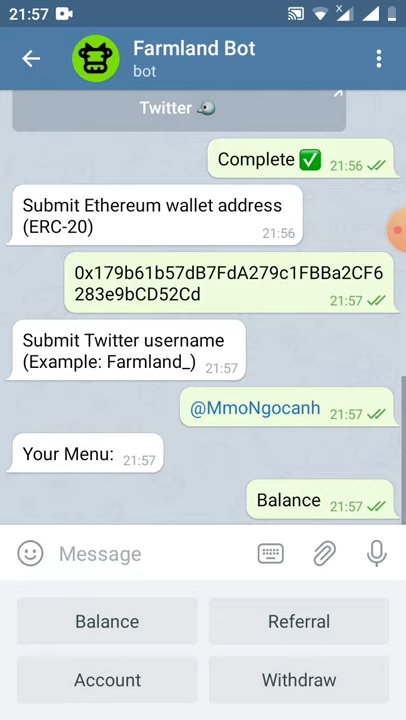 21:57
Farmland Bot
bot
Twitter
Complete ✅
21:56
Submit Ethereum wallet address
(ERC-20)
21:56
0x179b61b57dB7FdA279c1FBBa2CF6
283e9bCD52Cd
21:57
Submit Twitter username
(Example: Farmland_)
21:57
@MmoNgocanh
21:57
Your Menu:
21:57
Balance
21:57
Message
Balance
Referral
Account
Withdraw